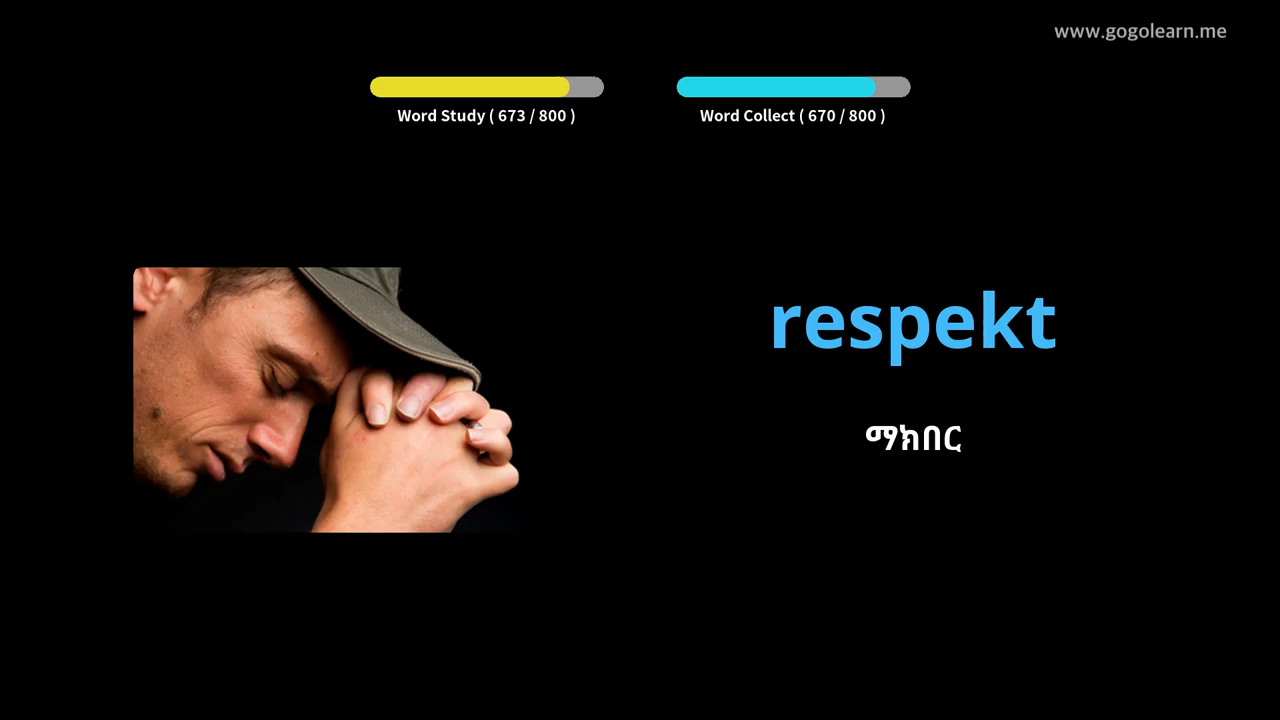 www.gogolearn.me
Word Study ( 673 / 800 )
Word Collect ( 670 / 800 )
respekt
ማክበር